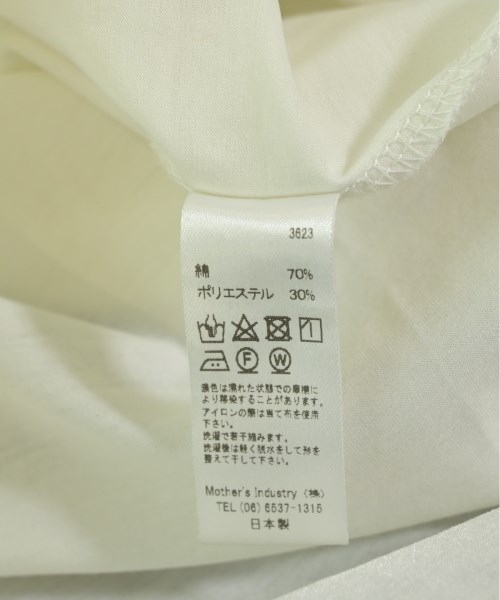 3623
綿 70%
ポリエステル 30%
F W
濃色は濡れた状態での摩擦に
より移染することがあります。
アイロンの際は当て布を使用
下さい。
洗濯で若干縮みます。
洗濯後は軽く脱水をして形を
整えて干して下さい。
Mother's Industry (株)
TEL (06) 6537-1315
日本製